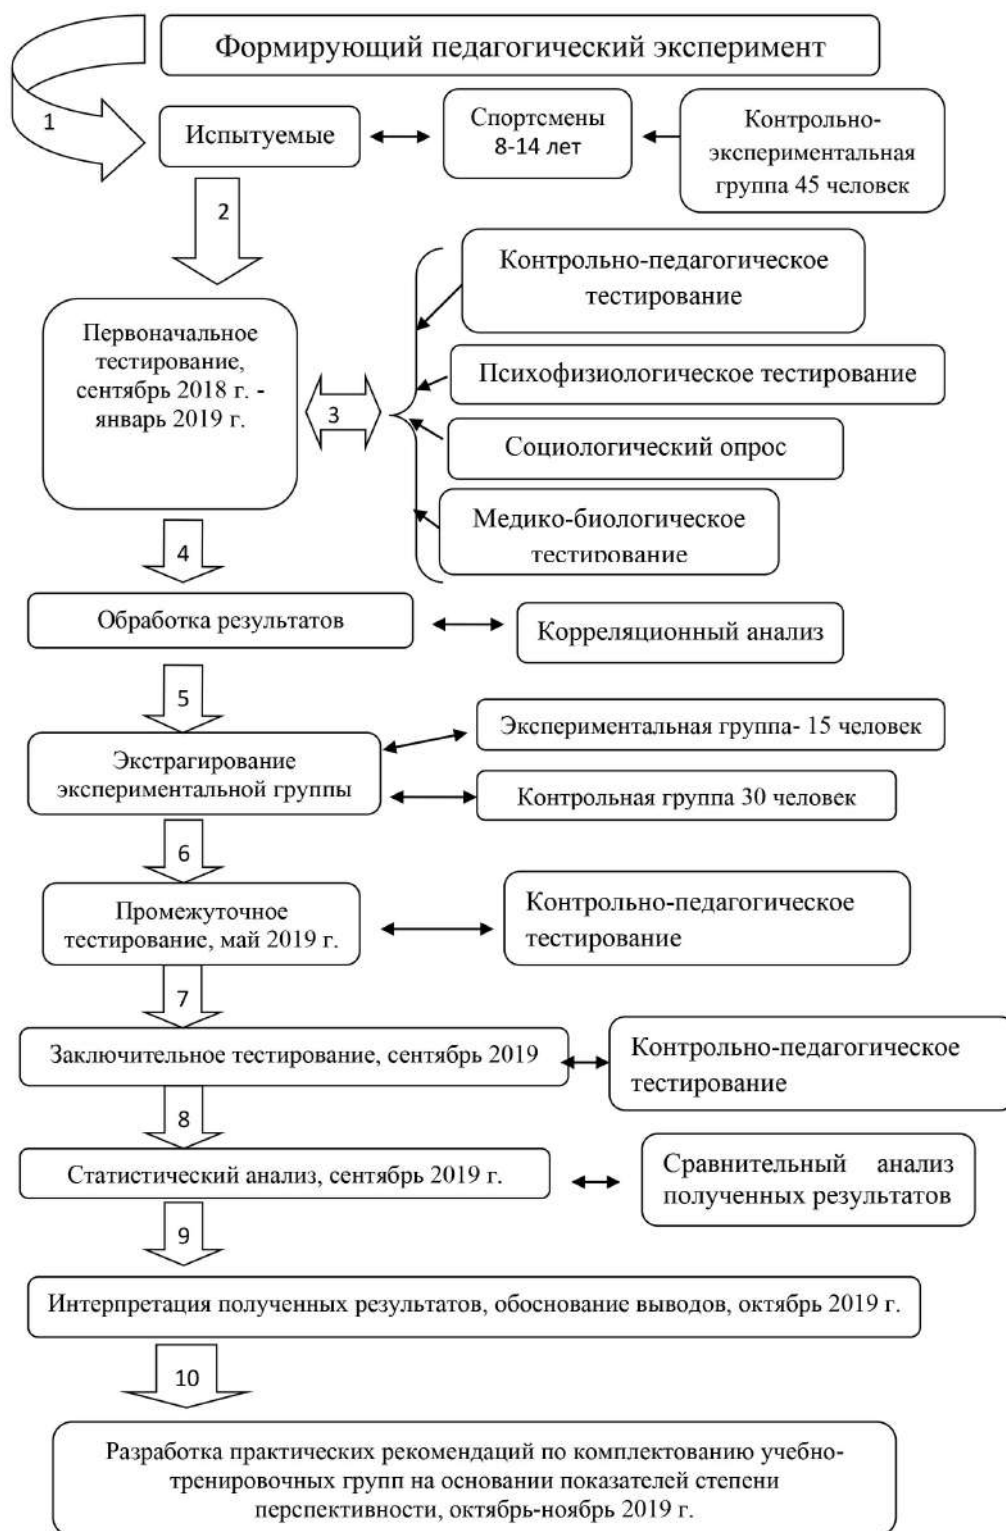 Формирующий педагогический эксперимент
1
Испытуемые
Спортсмены
8-14 лет
Контрольно-
экспериментальная
группа 45 человек
2
Первоначальное
тестирование,
сентябрь 2018 г. -
январь 2019 г.
3
Контрольно-педагогическое
тестирование
Психофизиологическое тестирование
Социологический опрос
Медико-биологическое
тестирование
4
Обработка результатов
Корреляционный анализ
5
Экстрагирование
экспериментальной группы
Экспериментальная группа- 15 человек
Контрольная группа 30 человек
6
Промежуточное
тестирование, май 2019 г.
Контрольно-педагогическое
тестирование
7
Заключительное тестирование, сентябрь 2019
Контрольно-педагогическое
тестирование
8
Статистический анализ, сентябрь 2019 г.
Сравнительный анализ
полученных результатов
9
Интерпретация полученных результатов, обоснование выводов, октябрь 2019 г.
10
Разработка практических рекомендаций по комплектованию учебно-
тренировочных групп на основании показателей степени
перспективности, октябрь-ноябрь 2019 г.